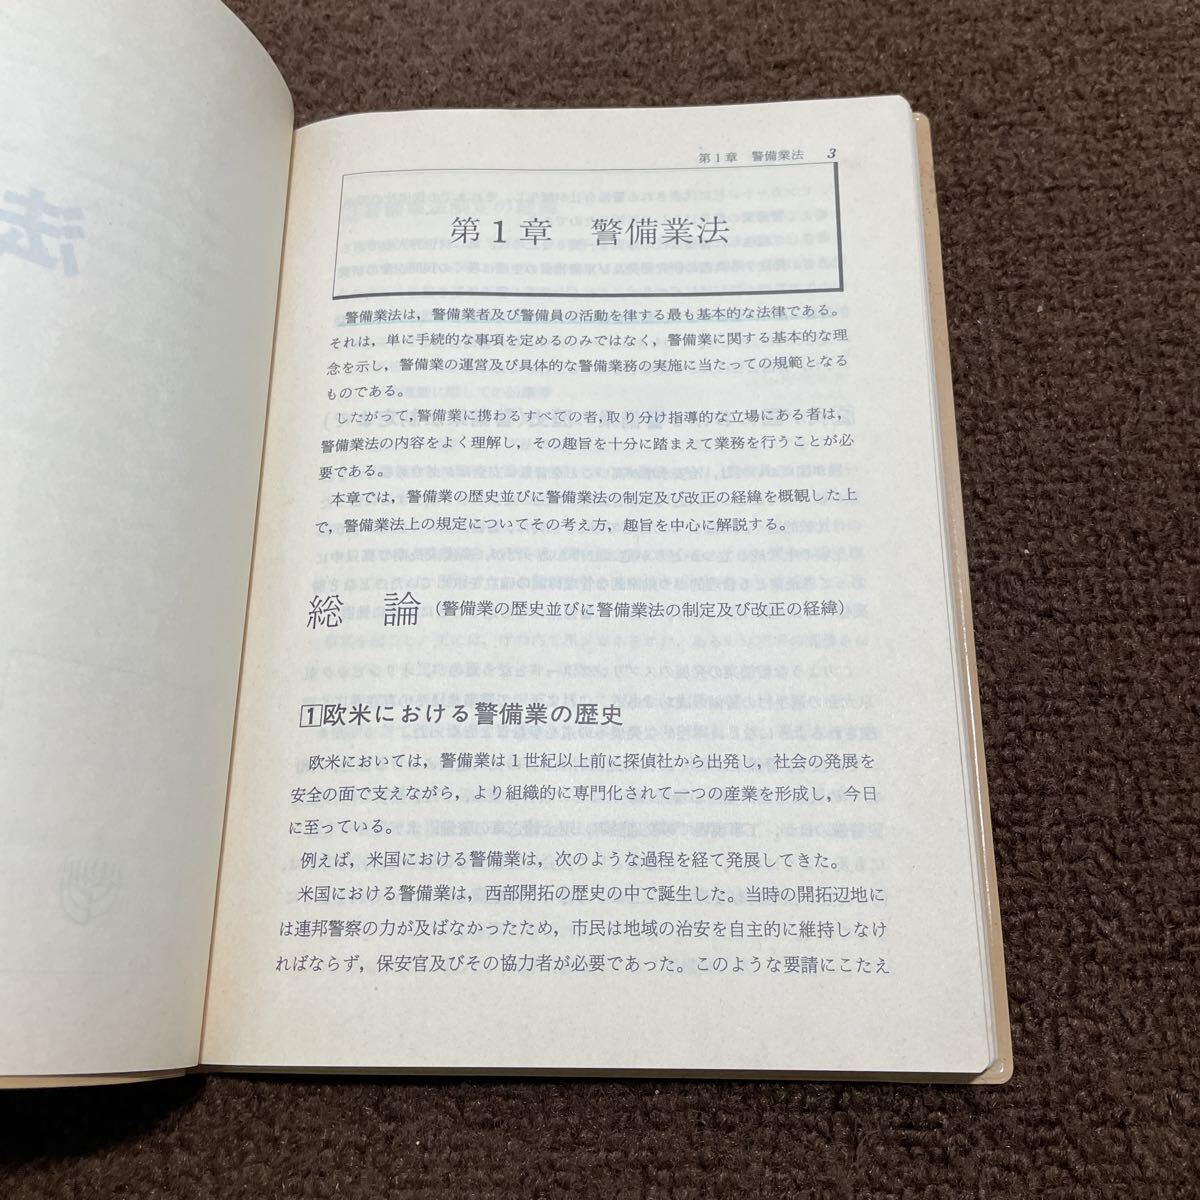 第1章　警備業法　3
第1章　警備業法
警備業法は，警備業者及び警備員の活動を律する最も基本的な法律である。
それは，単に手続的な事項を定めるのみではなく，警備業に関する基本的な理
念を示し，警備業の運営及び具体的な警備業務の実施に当たっての規範となる
ものである。
したがって，警備業に携わるすべての者，取り分け指導的な立場にある者は，
警備業法の内容をよく理解し，その趣旨を十分に踏まえて業務を行うことが必
要である。
本章では，警備業の歴史並びに警備業法の制定及び改正の経緯を概観した上
で，警備業法上の規定についてその考え方，趣旨を中心に解説する。
総　論（警備業の歴史並びに警備業法の制定及び改正の経緯）
1欧米における警備業の歴史
欧米においては，警備業は1世紀以上前に探偵社から出発し，社会の発展を
安全の面で支えながら，より組織的に専門化されて一つの産業を形成し，今日
に至っている。
例えば，米国における警備業は，次のような過程を経て発展してきた。
米国における警備業は，西部開拓の歴史の中で誕生した。当時の開拓辺地に
は連邦警察の力が及ばなかったため，市民は地域の治安を自主的に維持しなけ
ればならず，保安官及びその協力者が必要であった。このような要請にこたえ